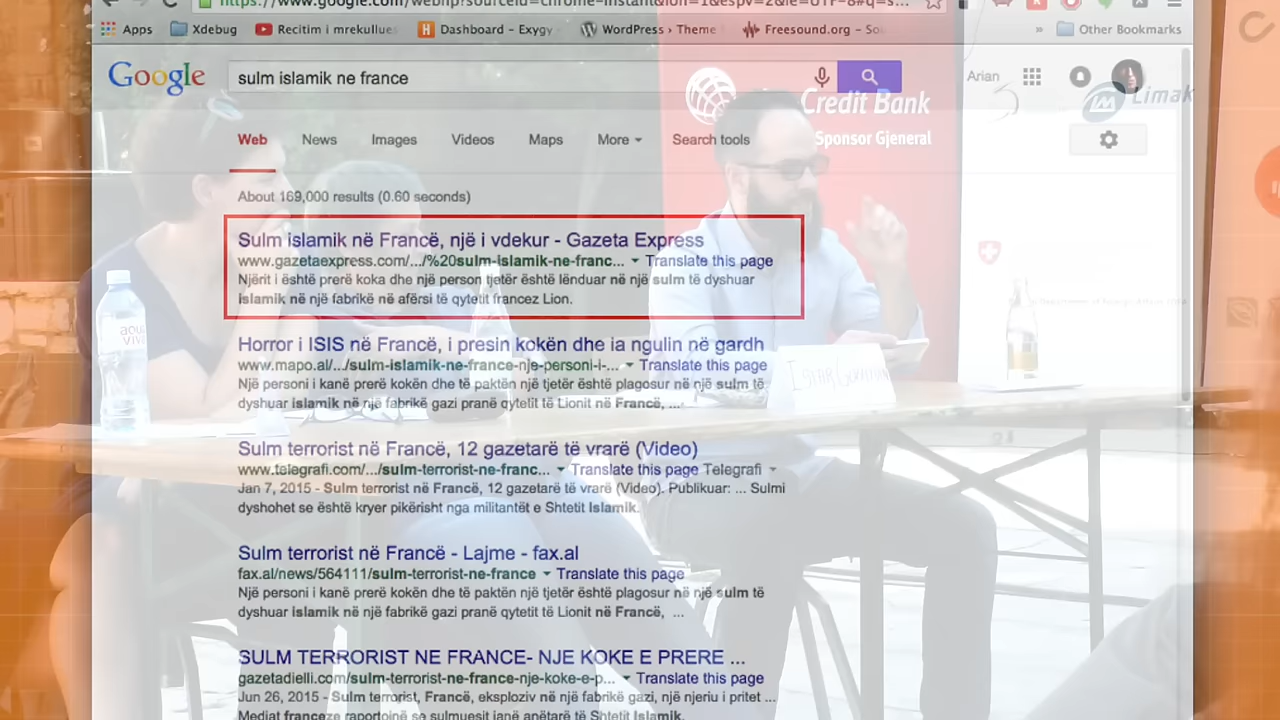 https://www.google.com/webhp?sourceid=chrome-instant&ion=1&espv=2&ie=UTF-8#q=s...
Apps Xdebug Recitim i mrekullues Dashboard - Exygy WordPress › Theme Freesound.org - Sou » Other Bookmarks
Google sulm islamik ne france Arian
Credit Bank
Limak
Sponsor Gjeneral
Web News Images Videos Maps More Search tools
About 169,000 results (0.60 seconds)
Sulm islamik në Francë, një i vdekur - Gazeta Express
www.gazetaexpress.com/.../%20sulm-islamik-ne-franc... Translate this page
Njërit i është prerë koka dhe një person tjetër është lënduar në një sulm të dyshuar
islamik në një fabrikë në afërsi të qytetit francez Lion.
Horror i ISIS në Francë, i presin kokën dhe ia ngulin në gardh
www.mapo.al/.../sulm-islamik-ne-france-nje-personi-i-... Translate this page
Një personi i kanë prerë kokën dhe të paktën një tjetër është plagosur në një sulm të
dyshuar islamik në një fabrikë gazi pranë qytetit të Lionit në Francë, ...
Sulm terrorist në Francë, 12 gazetarë të vrarë (Video)
www.telegrafi.com/.../sulm-terrorist-ne-franc... Translate this page Telegrafi
Jan 7, 2015 - Sulm terrorist në Francë, 12 gazetarë të vrarë (Video). Publikuar: ... Sulmi
dyshohet se është kryer pikërisht nga militantët e Shtetit Islamik.
Sulm terrorist në Francë - Lajme - fax.al
fax.al/news/564111/sulm-terrorist-ne-france Translate this page
Një personi i kanë prerë kokën dhe të paktën një tjetër është plagosur në një sulm të
dyshuar islamik në një fabrikë gazi pranë qytetit të Lionit në Francë, ...
SULM TERRORIST NE FRANCE- NJE KOKE E PRERE ...
gazetadielli.com/sulm-terrorist-ne-france-nje-koke-e-p... Translate this page
Jun 26, 2015 - Sulm terrorist, Francë, eksploziv në një fabrikë gazi, një njeriu i pritet ...
Mediat franceze raportojnë se sulmuesit janë anëtarë të Shtetit Islamik.